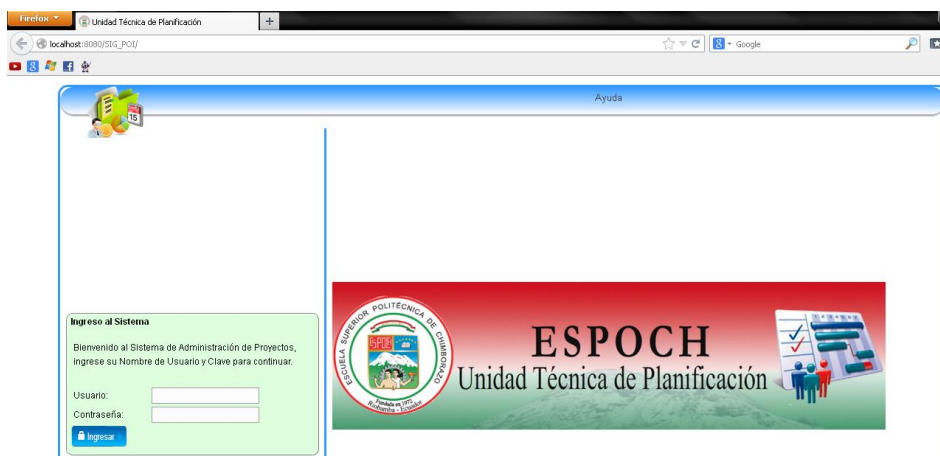 Firefox
Unidad Técnica de Planificación
localhost:8080/SIG_POI/
Google
Ayuda
15
Ingreso al Sistema
Bienvenido al Sistema de Administración de Proyectos,
ingrese su Nombre de Usuario y Clave para continuar.
Usuario:
Contraseña:
Ingresar
ESCUELA SUPERIOR POLITÉCNICA DE CHIMBORAZO
Riobamba - Ecuador
ESPOCH
Unidad Técnica de Planificación